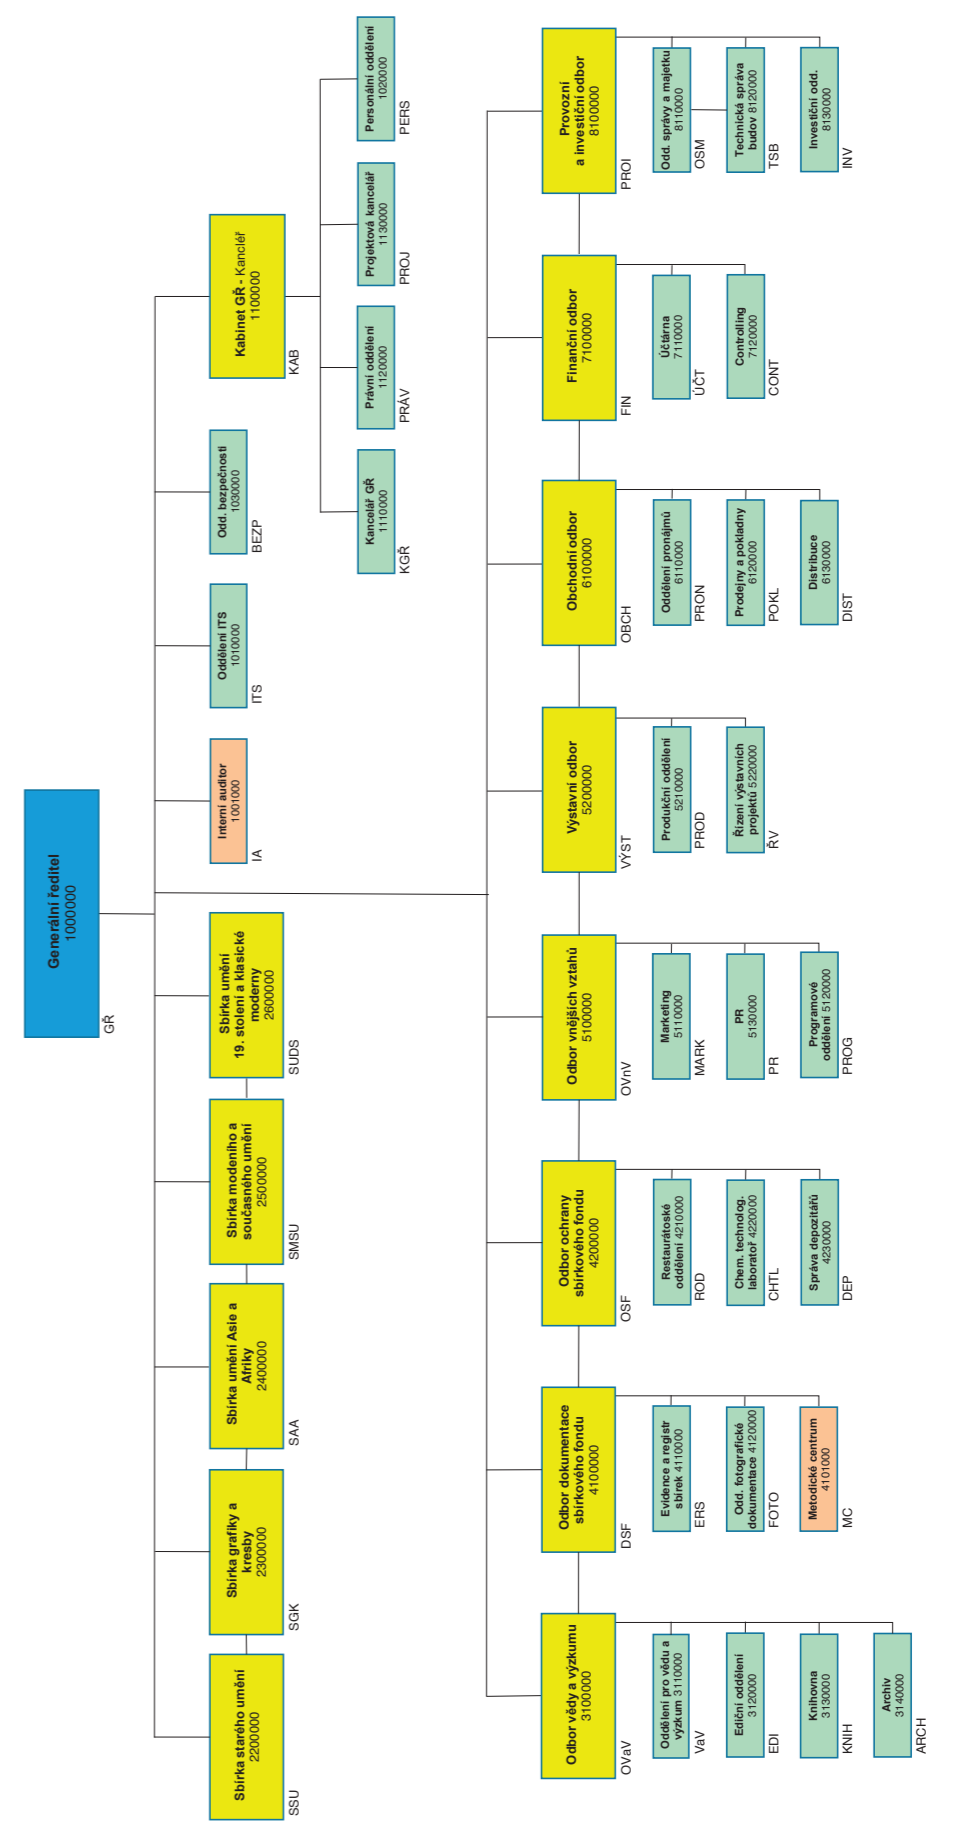 Generální ředitel
1000000
GŘ
Sbírka starého umění
2200000
SSU
Sbírka grafiky a
kresby
2300000
SGK
Sbírka umění Asie a
Afriky
2400000
SAA
Sbírka modeního a
současného umění
2500000
SMSU
Sbírka umění
19. stolení a klasické
moderny
2600000
SUDS
Interní auditor
1001000
IA
Oddělení ITS
1010000
ITS
Odd. bezpečnosti
1030000
BEZP
Kabinet GŘ - Kancléř
1100000
KAB
Kancelář GŘ
1110000
KGŘ
Právní oddělení
1120000
PRÁV
Projektová kancelář
1130000
PROJ
Personální oddělení
1020000
PERS
Odbor vědy a výzkumu
3100000
OVaV
Oddělení pro vědu a
výzkum 3110000
VaV
Ediční oddělení
3120000
EDI
Knihovna
3130000
KNIH
Archiv
3140000
ARCH
Odbor dokumentace
sbírkového fondu
4100000
DSF
Evidence a registr
sbírek 4110000
ERS
Odd. fotografické
dokumentace 4120000
FOTO
Metodické centrum
4101000
MC
Odbor ochrany
sbírkového fondu
4200000
OSF
Restaurátoské
oddělení 4210000
ROD
Chem. technolog.
laboratoř 4220000
CHTL
Správa depozitářů
4230000
DEP
Odbor vnějších vztahů
5100000
OVnV
Marketing
5110000
MARK
PR
5130000
PR
Programové
oddělení 5120000
PROG
Výstavní odbor
5200000
VÝST
Produkční oddělení
5210000
PROD
Řízení výstavních
projektů 5220000
ŘV
Obchodní odbor
6100000
OBCH
Oddělení pronájmů
6110000
PRON
Prodejny a pokladny
6120000
POKL
Distribuce
6130000
DIST
Finanční odbor
7100000
FIN
Účtárna
7110000
ÚČT
Controlling
7120000
CONT
Provozní
a investiční odbor
8100000
PROI
Odd. správy a majetku
8110000
OSM
Technická správa
budov 8120000
TSB
Investiční odd.
8130000
INV